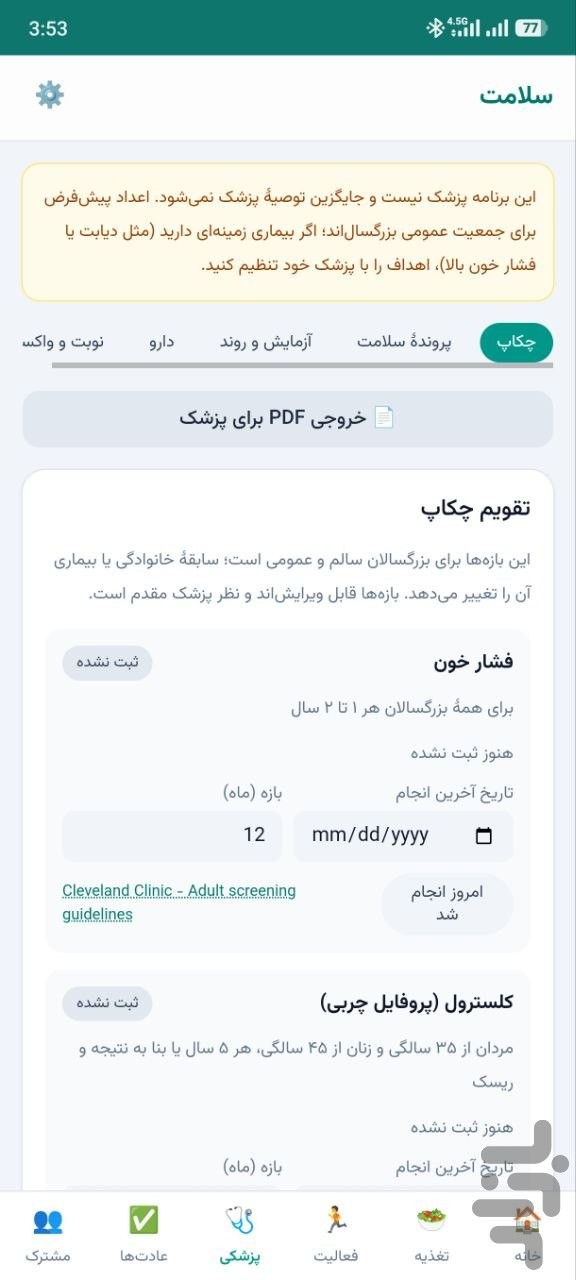 3:53
4.5G
77
سلامت
این برنامه پزشک نیست و جایگزین توصیهٔ پزشک نمی‌شود. اعداد پیش‌فرض
برای جمعیت عمومی بزرگسال‌اند؛ اگر بیماری زمینه‌ای دارید (مثل دیابت یا
فشار خون بالا)، اهداف را با پزشک خود تنظیم کنید.
چکاپ پروندهٔ سلامت آزمایش و روند دارو نوبت و واکس
خروجی PDF برای پزشک
تقویم چکاپ
این بازه‌ها برای بزرگسالان سالم و عمومی است؛ سابقهٔ خانوادگی یا بیماری
آن را تغییر می‌دهد. بازه‌ها قابل ویرایش‌اند و نظر پزشک مقدم است.
فشار خون ثبت نشده
برای همهٔ بزرگسالان هر ۱ تا ۲ سال
هنوز ثبت نشده
تاریخ آخرین انجام بازه (ماه)
mm/dd/yyyy 12
امروز انجام
شد
Cleveland Clinic - Adult screening
guidelines
کلسترول (پروفایل چربی) ثبت نشده
مردان از ۳۵ سالگی و زنان از ۴۵ سالگی، هر ۵ سال یا بنا به نتیجه و
ریسک
هنوز ثبت نشده
تاریخ آخرین انجام بازه (ماه)
خانه تغذیه فعالیت پزشکی عادت‌ها مشترک